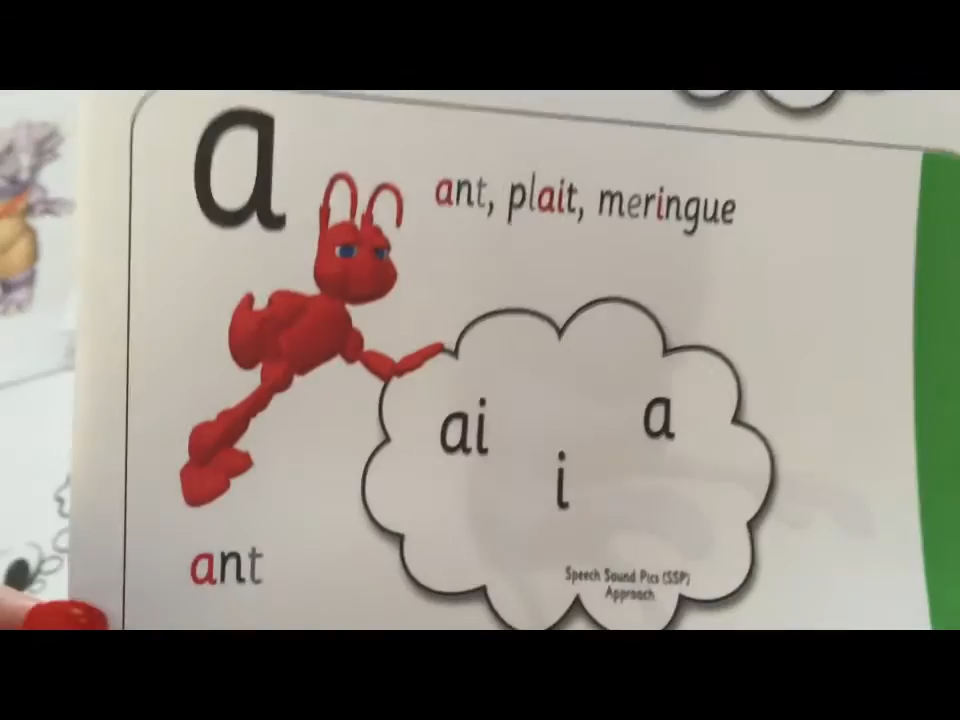 a
ant, plait, meringue
ai
a
i
ant
Speech Sound Pics (SSP)
Approach